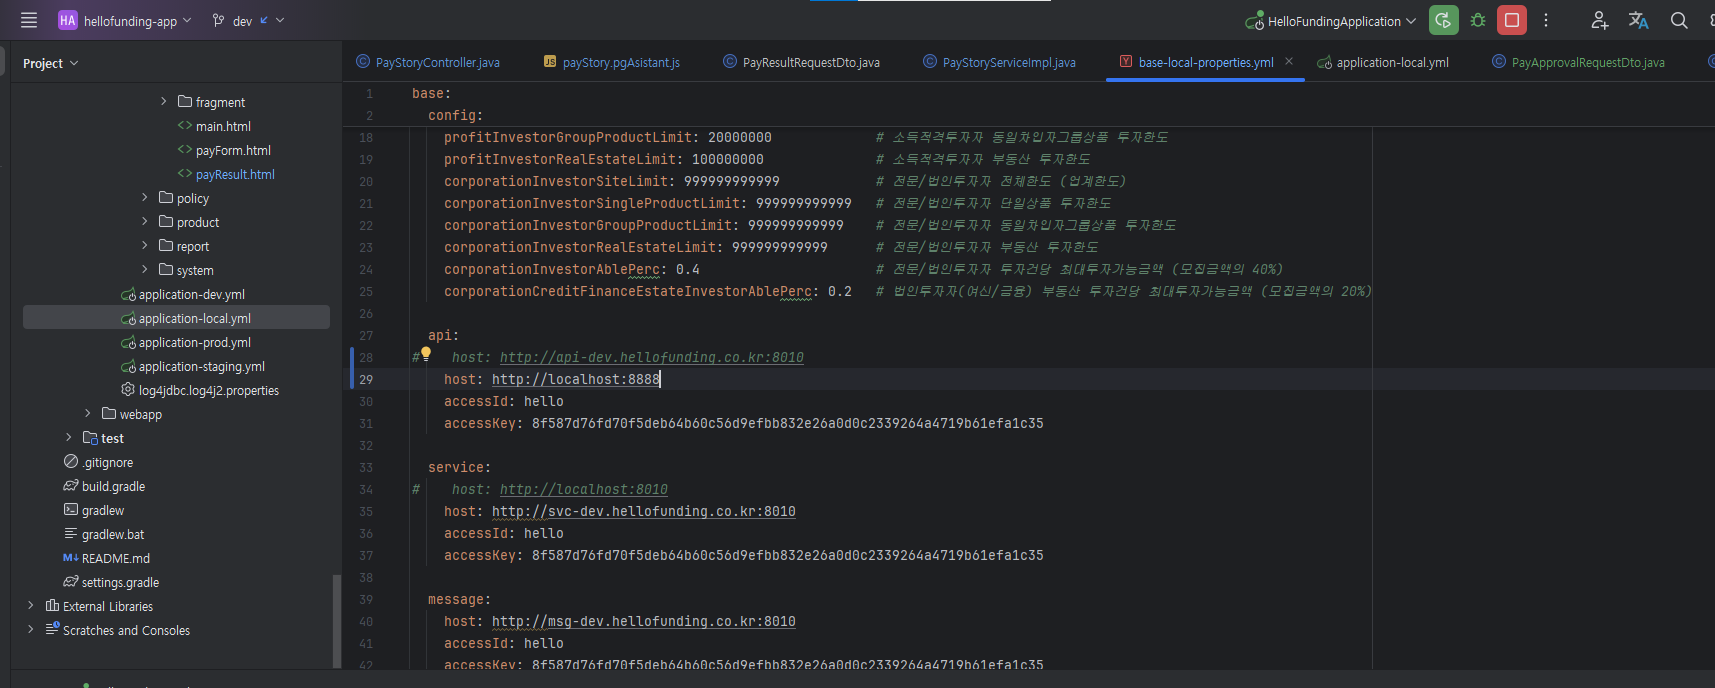 HA hellofunding-app dev HelloFundingApplication
Project
PayStoryController.java payStory.pgAsistant.js PayResultRequestDto.java PayStoryServiceImpl.java base-local-properties.yml application-local.yml PayApprovalRequestDto.java
fragment
main.html
payForm.html
payResult.html
policy
product
report
system
application-dev.yml
application-local.yml
application-prod.yml
application-staging.yml
log4jdbc.log4j2.properties
webapp
test
.gitignore
build.gradle
gradlew
gradlew.bat
README.md
settings.gradle
External Libraries
Scratches and Consoles
1 base:
2 config:
18 profitInvestorGroupProductLimit: 20000000 # 소득적격투자자 동일차입자그룹상품 투자한도
19 profitInvestorRealEstateLimit: 100000000 # 소득적격투자자 부동산 투자한도
20 corporationInvestorSiteLimit: 999999999999 # 전문/법인투자자 전체한도 (업계한도)
21 corporationInvestorSingleProductLimit: 999999999999 # 전문/법인투자자 단일상품 투자한도
22 corporationInvestorGroupProductLimit: 999999999999 # 전문/법인투자자 동일차입자그룹상품 투자한도
23 corporationInvestorRealEstateLimit: 999999999999 # 전문/법인투자자 부동산 투자한도
24 corporationInvestorAblePerc: 0.4 # 전문/법인투자자 투자건당 최대투자가능금액 (모집금액의 40%)
25 corporationCreditFinanceEstateInvestorAblePerc: 0.2 # 법인투자자(여신/금융) 부동산 투자건당 최대투자가능금액 (모집금액의 20%)
26
27 api:
28 # host: http://api-dev.hellofunding.co.kr:8010
29 host: http://localhost:8888
30 accessId: hello
31 accessKey: 8f587d76fd70f5deb64b60c56d9efbb832e26a0d0c2339264a4719b61efa1c35
32
33 service:
34 # host: http://localhost:8010
35 host: http://svc-dev.hellofunding.co.kr:8010
36 accessId: hello
37 accessKey: 8f587d76fd70f5deb64b60c56d9efbb832e26a0d0c2339264a4719b61efa1c35
38
39 message:
40 host: http://msg-dev.hellofunding.co.kr:8010
41 accessId: hello
42 accessKey: 8f587d76fd70f5deb64b60c56d9efbb832e26a0d0c2339264a4719b61efa1c35